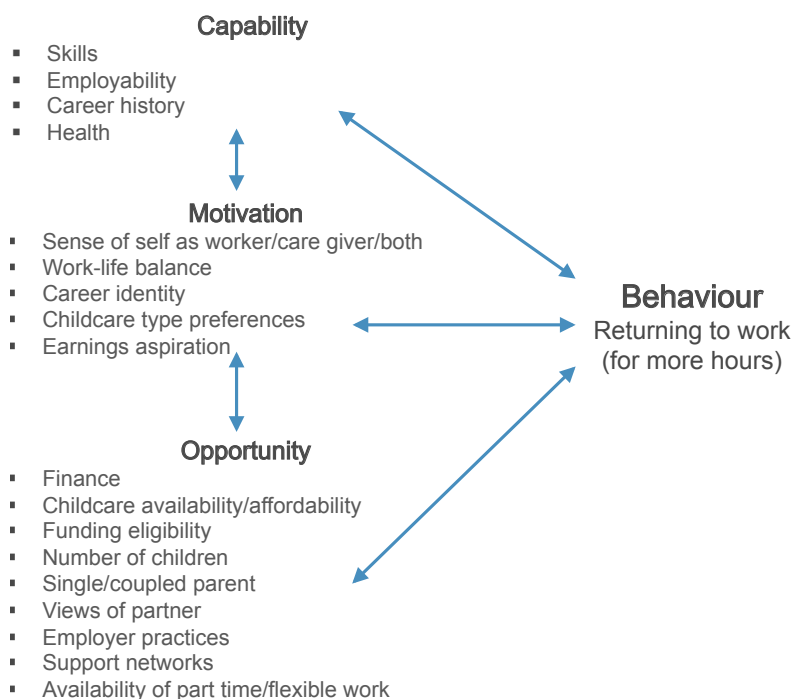 Capability
▪ Skills
▪ Employability
▪ Career history
▪ Health
Motivation
▪ Sense of self as worker/care giver/both
▪ Work-life balance
▪ Career identity
▪ Childcare type preferences
▪ Earnings aspiration
Behaviour
Returning to work
(for more hours)
Opportunity
▪ Finance
▪ Childcare availability/affordability
▪ Funding eligibility
▪ Number of children
▪ Single/coupled parent
▪ Views of partner
▪ Employer practices
▪ Support networks
▪ Availability of part time/flexible work